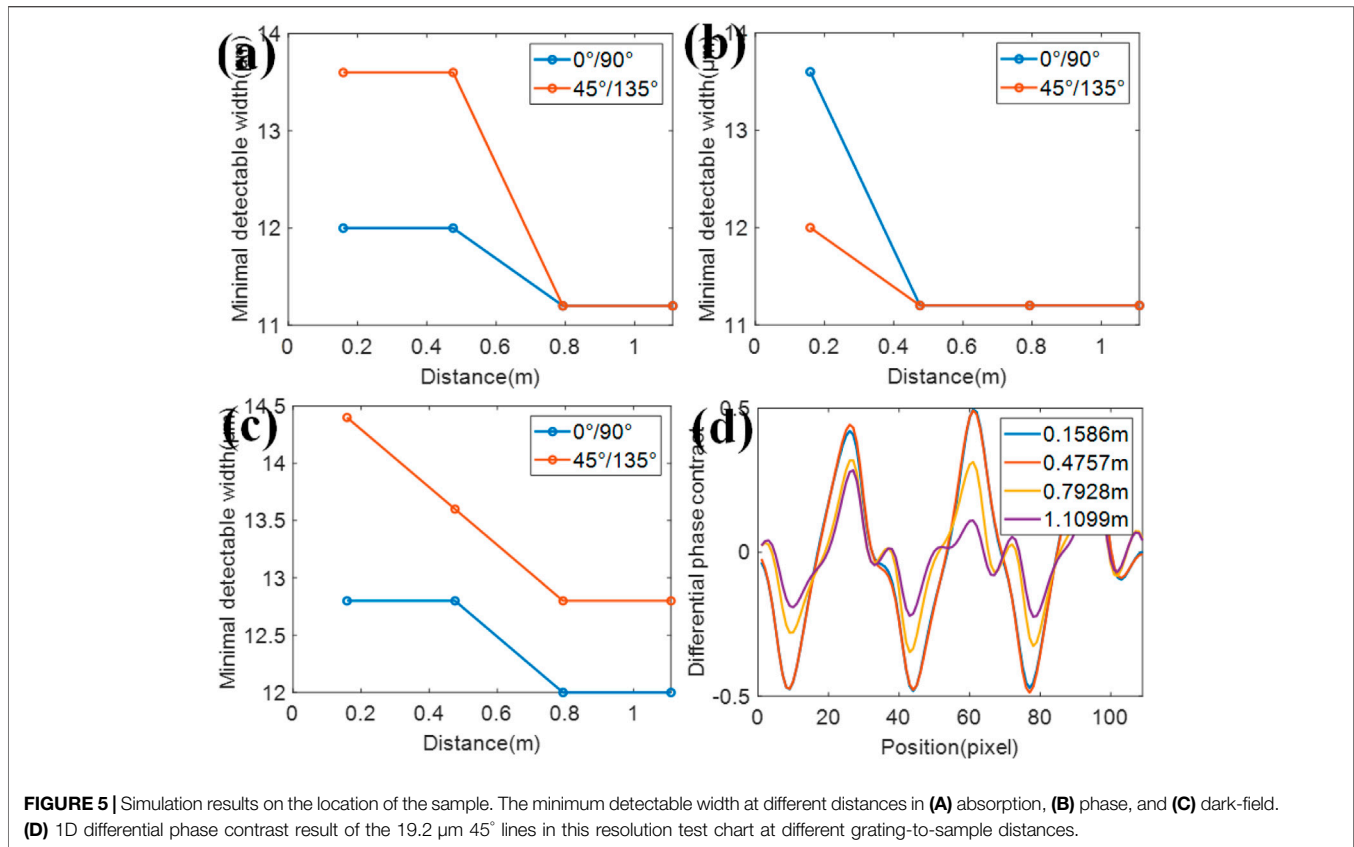 (a)
Minimal detectable width(μm)
14
13
12
11
0 0.2 0.4 0.6 0.8 1
Distance(m)
0°/90°
45°/135°
(b)
Minimal detectable width(μm)
14
13
12
11
0 0.2 0.4 0.6 0.8 1
Distance(m)
0°/90°
45°/135°
(c)
Minimal detectable width(μm)
14.5
14
13.5
13
12.5
12
0 0.2 0.4 0.6 0.8 1
Distance(m)
0°/90°
45°/135°
(d)
Differential phase contract
0.5
0
-0.5
0 20 40 60 80 100
Position(pixel)
0.1586m
0.4757m
0.7928m
1.1099m
FIGURE 5 | Simulation results on the location of the sample. The minimum detectable width at different distances in (A) absorption, (B) phase, and (C) dark-field.
(D) 1D differential phase contrast result of the 19.2 μm 45° lines in this resolution test chart at different grating-to-sample distances.